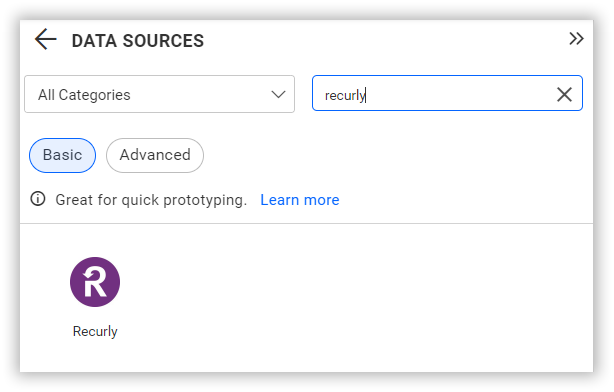 DATA SOURCES
All Categories
recurly
Basic Advanced
Great for quick prototyping. Learn more
R
Recurly